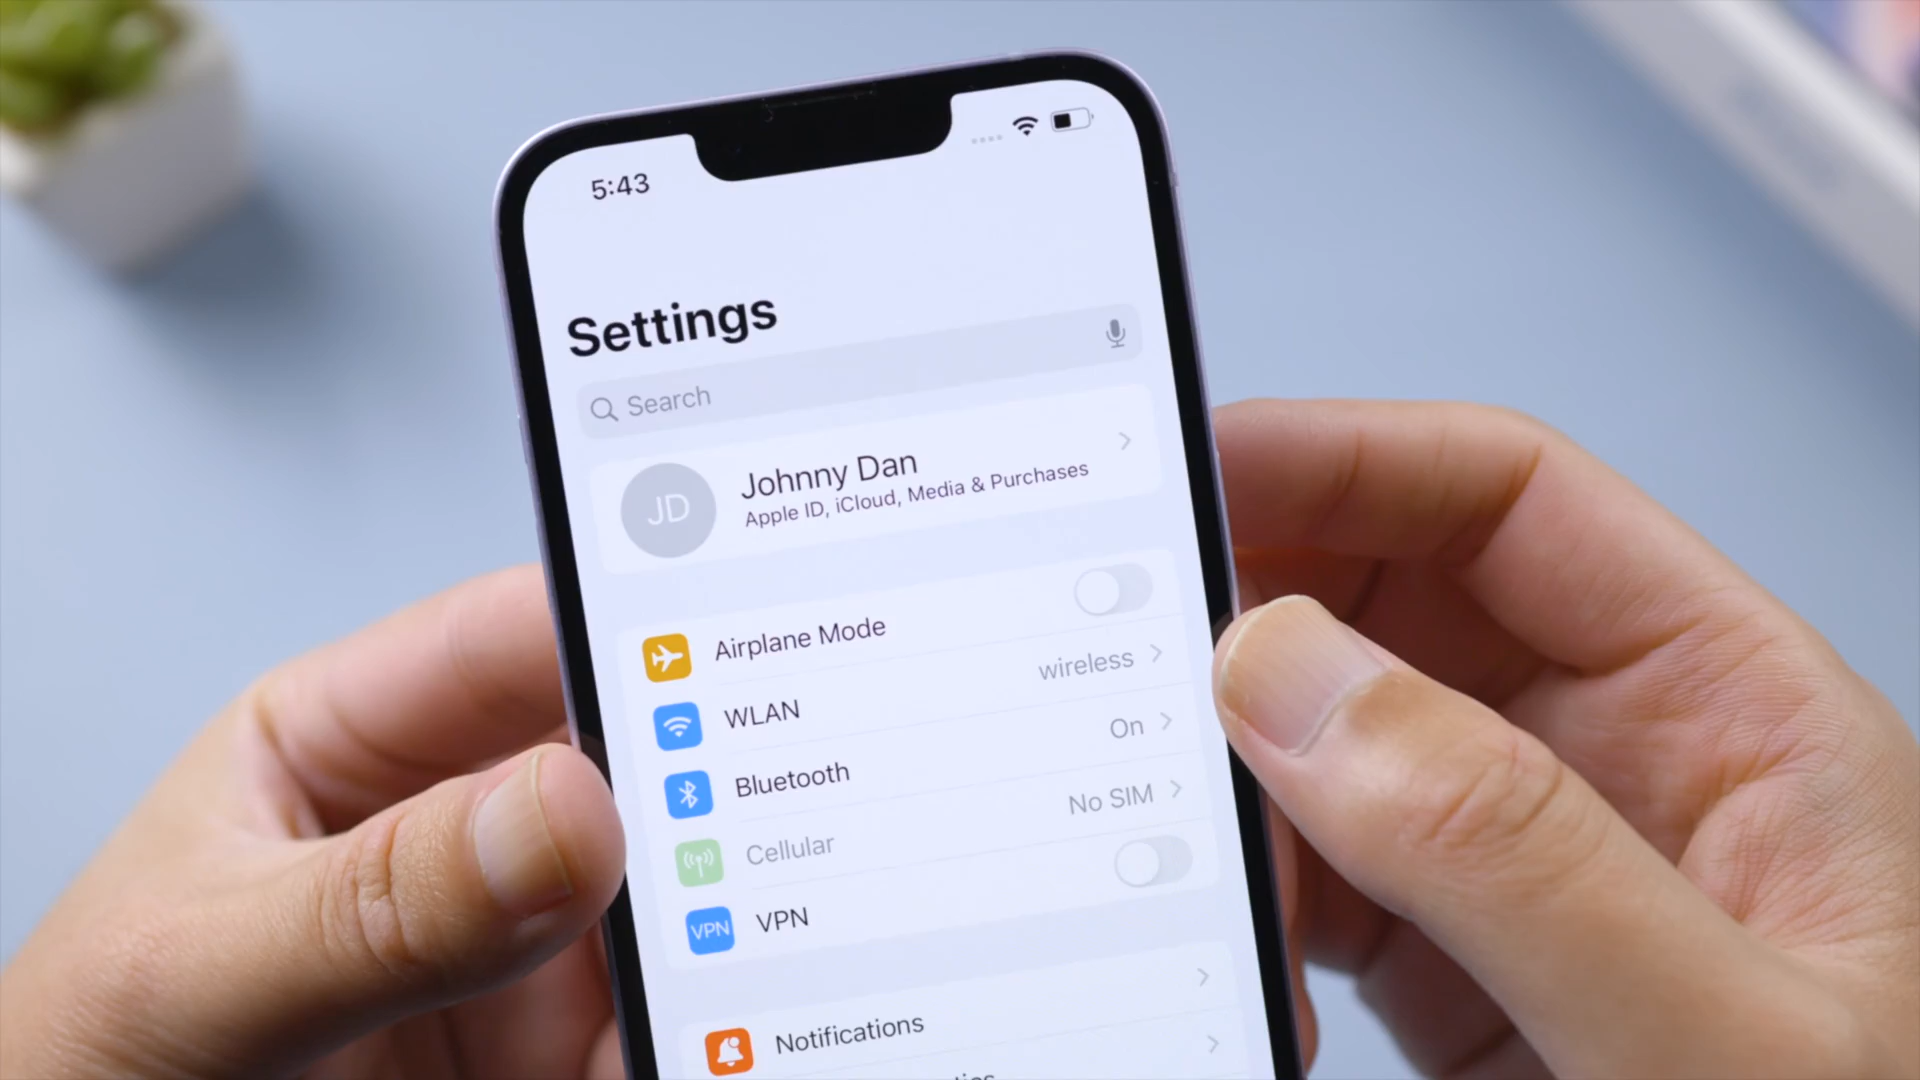 5:43
Settings
Search
JD
Johnny Dan
Apple ID, iCloud, Media & Purchases
Airplane Mode
WLAN wireless
Bluetooth On
Cellular No SIM
VPN VPN
Notifications